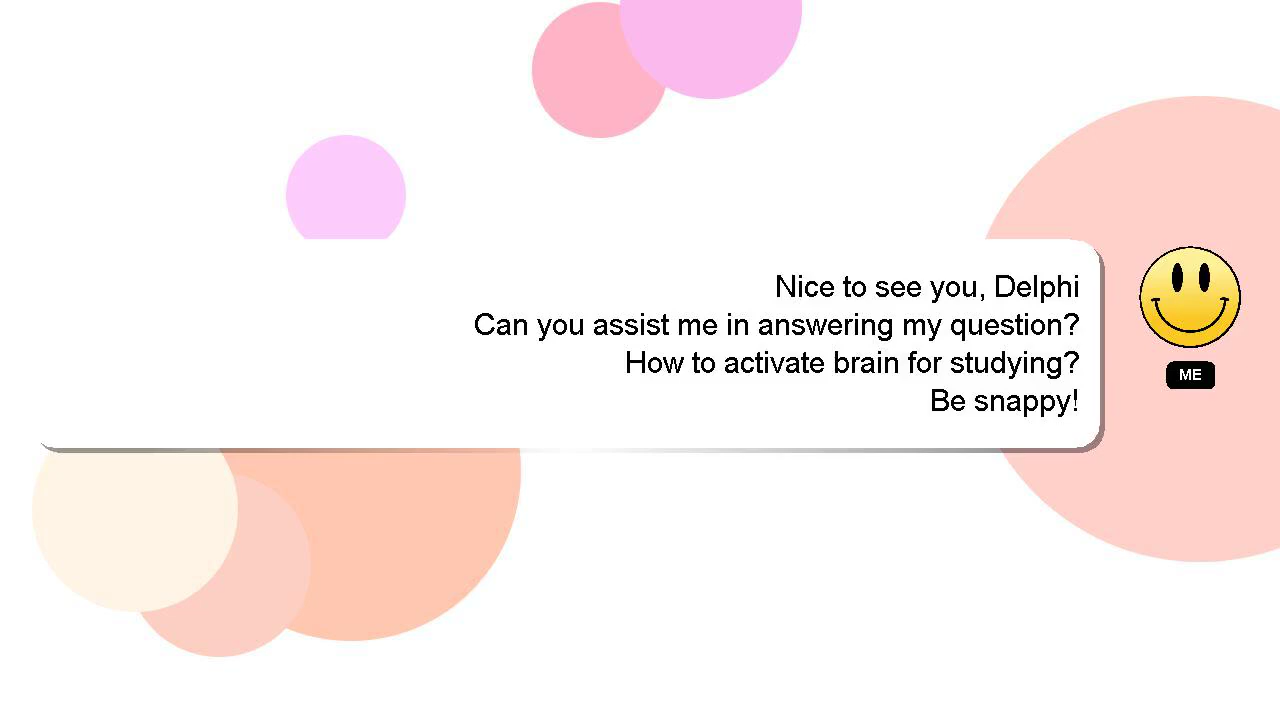 Nice to see you, Delphi
Can you assist me in answering my question?
How to activate brain for studying?
Be snappy!
ME